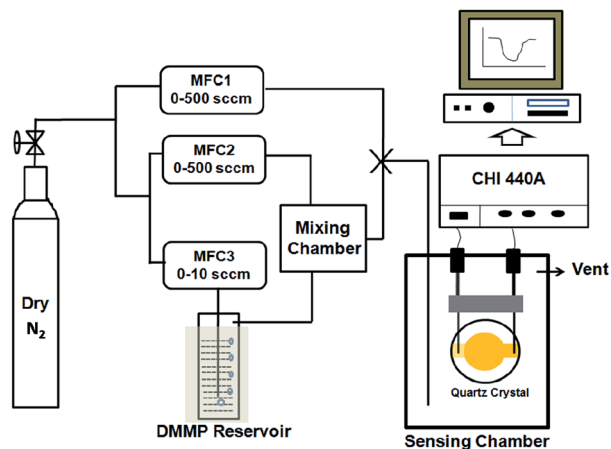 MFC1
0-500 sccm
MFC2
0-500 sccm
MFC3
0-10 sccm
Mixing
Chamber
Dry
N₂
DMMP Reservoir
CHI 440A
Vent
Quartz Crystal
Sensing Chamber